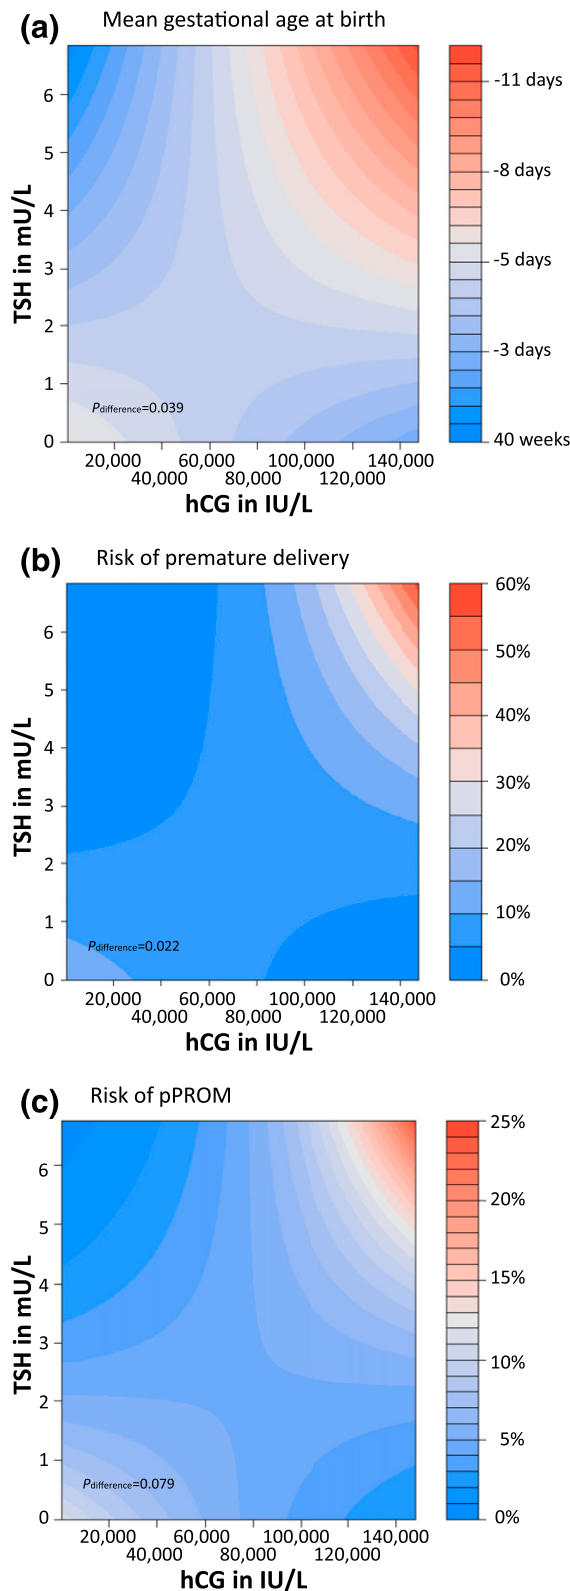 (a) Mean gestational age at birth
TSH in mU/L
6
5
4
3
2
1
0
Pdifference=0.039
20,000 60,000 100,000 140,000
40,000 80,000 120,000
hCG in IU/L
-11 days
-8 days
-5 days
-3 days
40 weeks
(b) Risk of premature delivery
TSH in mU/L
6
5
4
3
2
1
0
Pdifference=0.022
20,000 60,000 100,000 140,000
40,000 80,000 120,000
hCG in IU/L
60%
50%
40%
30%
20%
10%
0%
(c) Risk of pPROM
TSH in mU/L
6
5
4
3
2
1
0
Pdifference=0.079
20,000 60,000 100,000 140,000
40,000 80,000 120,000
hCG in IU/L
25%
20%
15%
10%
5%
0%